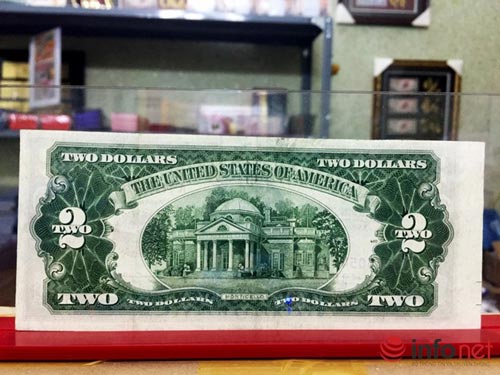 TWO DOLLARS
TWO DOLLARS
THE UNITED STATES OF AMERICA
2
TWO
2
TWO
MONTICELLO
TWO
TWO DOLLARS
TWO DOLLARS
TWO
infonet